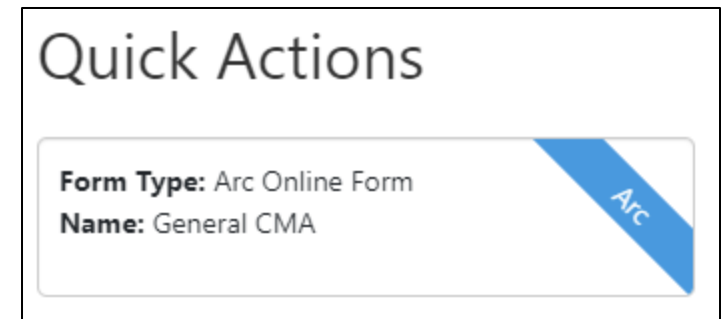 Quick Actions
Form Type: Arc Online Form
Arc
Name: General CMA